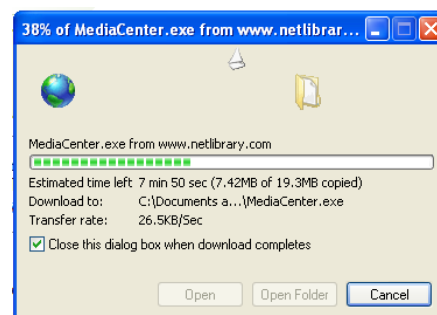 38% of MediaCenter.exe from www.netlibrar...
MediaCenter.exe from www.netlibrary.com
Estimated time left 7 min 50 sec (7.42MB of 19.3MB copied)
Download to: C:\Documents a...\MediaCenter.exe
Transfer rate: 26.5KB/Sec
Close this dialog box when download completes
Open Open Folder Cancel